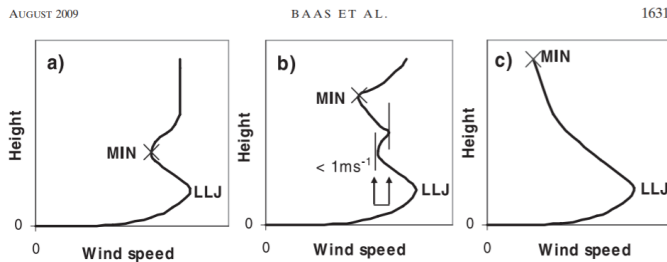 AUGUST 2009 BAAS ET AL. 1631
a)
MIN
LLJ
Height
0
0
Wind speed
b)
MIN
< 1ms⁻¹
LLJ
Height
0
0
Wind speed
c)
MIN
LLJ
Height
0
0
Wind speed